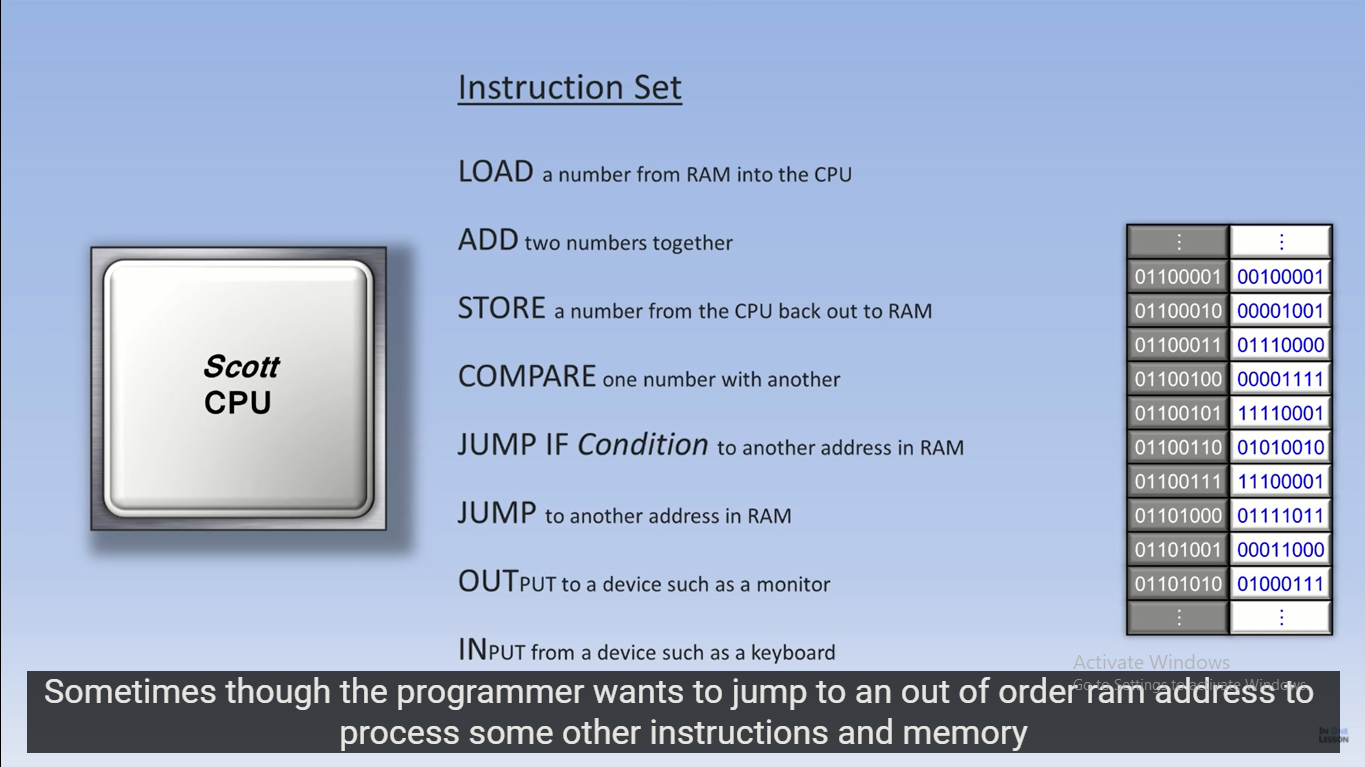 Instruction Set
LOAD a number from RAM into the CPU
ADD two numbers together
STORE a number from the CPU back out to RAM
COMPARE one number with another
JUMP IF Condition to another address in RAM
JUMP to another address in RAM
OUTPUT to a device such as a monitor
INPUT from a device such as a keyboard
Scott
CPU
⋮ ⋮
01100001 00100001
01100010 00001001
01100011 01110000
01100100 00001111
01100101 11110001
01100110 01010010
01100111 11100001
01101000 01111011
01101001 00011000
01101010 01000111
⋮ ⋮
Activate Windows
Go to Settings to activate Windows.
Sometimes though the programmer wants to jump to an out of order ram address to
process some other instructions and memory
IN ONE
LESSON